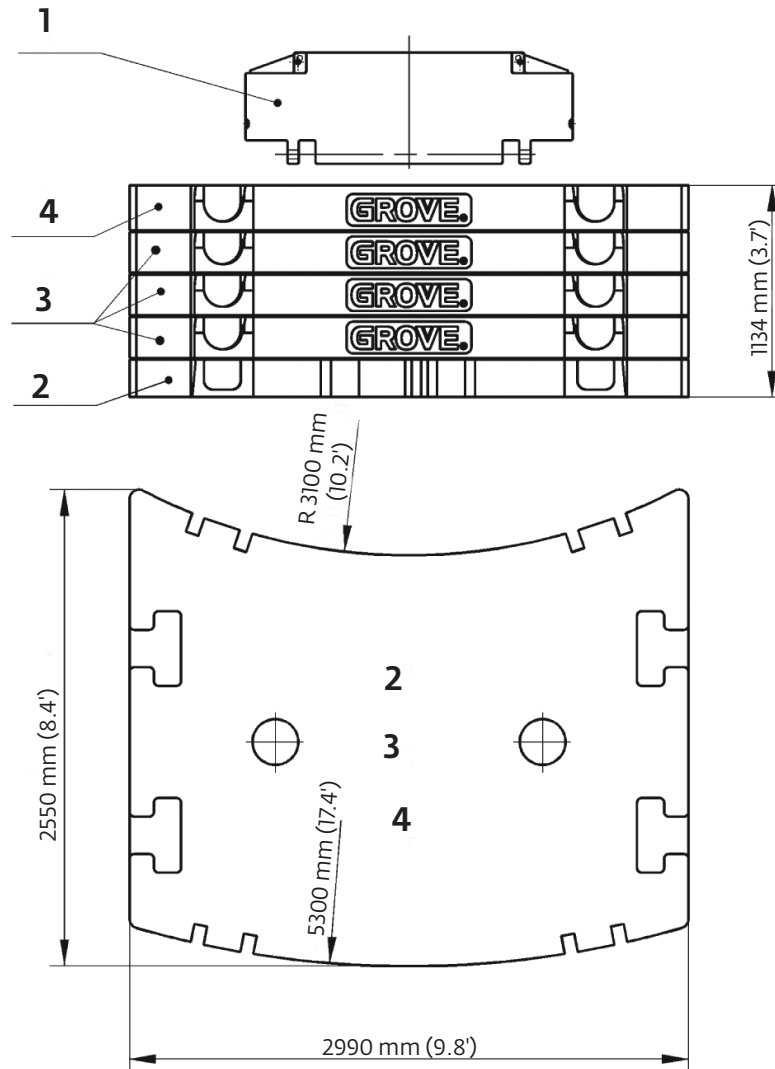 1
4
GROVE.
GROVE.
3
GROVE.
GROVE.
2
1134 mm (3.7')
R 3100 mm
(10.2')
2550 mm (8.4')
2
3
4
5300 mm (17.4')
2990 mm (9.8')